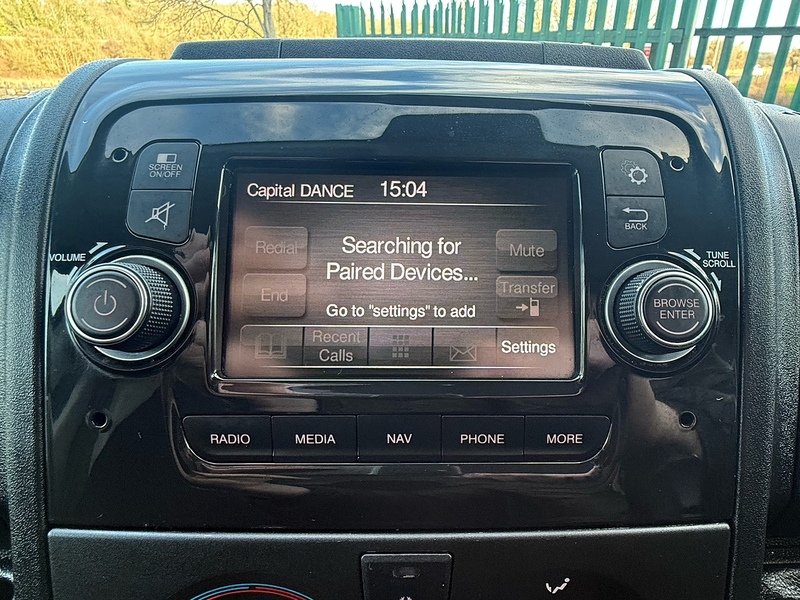 SCREEN
ON/OFF
Capital DANCE 15:04
BACK
VOLUME
TUNE
SCROLL
Redial
Searching for
Paired Devices...
Mute
End
Transfer
Go to "settings" to add
Recent
Calls
Settings
BROWSE
ENTER
RADIO
MEDIA
NAV
PHONE
MORE